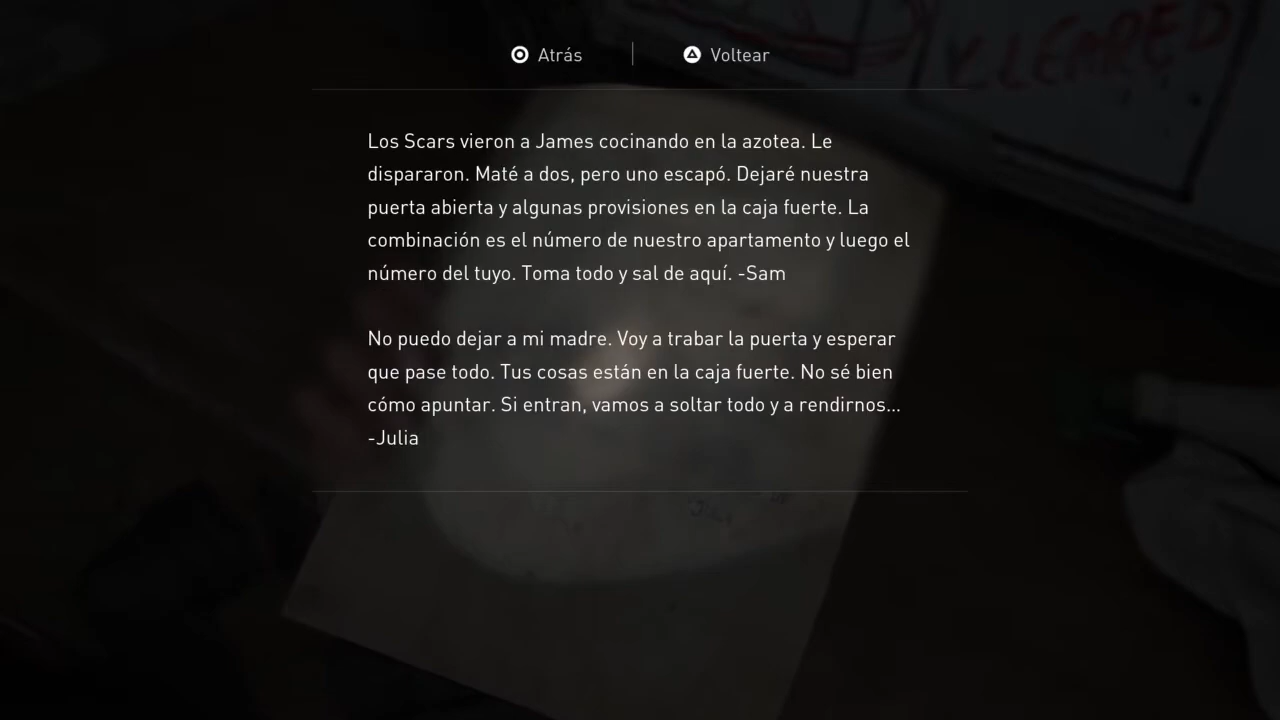 Atrás
Voltear
CLEARED
Los Scars vieron a James cocinando en la azotea. Le
dispararon. Maté a dos, pero uno escapó. Dejaré nuestra
puerta abierta y algunas provisiones en la caja fuerte. La
combinación es el número de nuestro apartamento y luego el
número del tuyo. Toma todo y sal de aquí. -Sam
No puedo dejar a mi madre. Voy a trabar la puerta y esperar
que pase todo. Tus cosas están en la caja fuerte. No sé bien
cómo apuntar. Si entran, vamos a soltar todo y a rendirnos...
-Julia